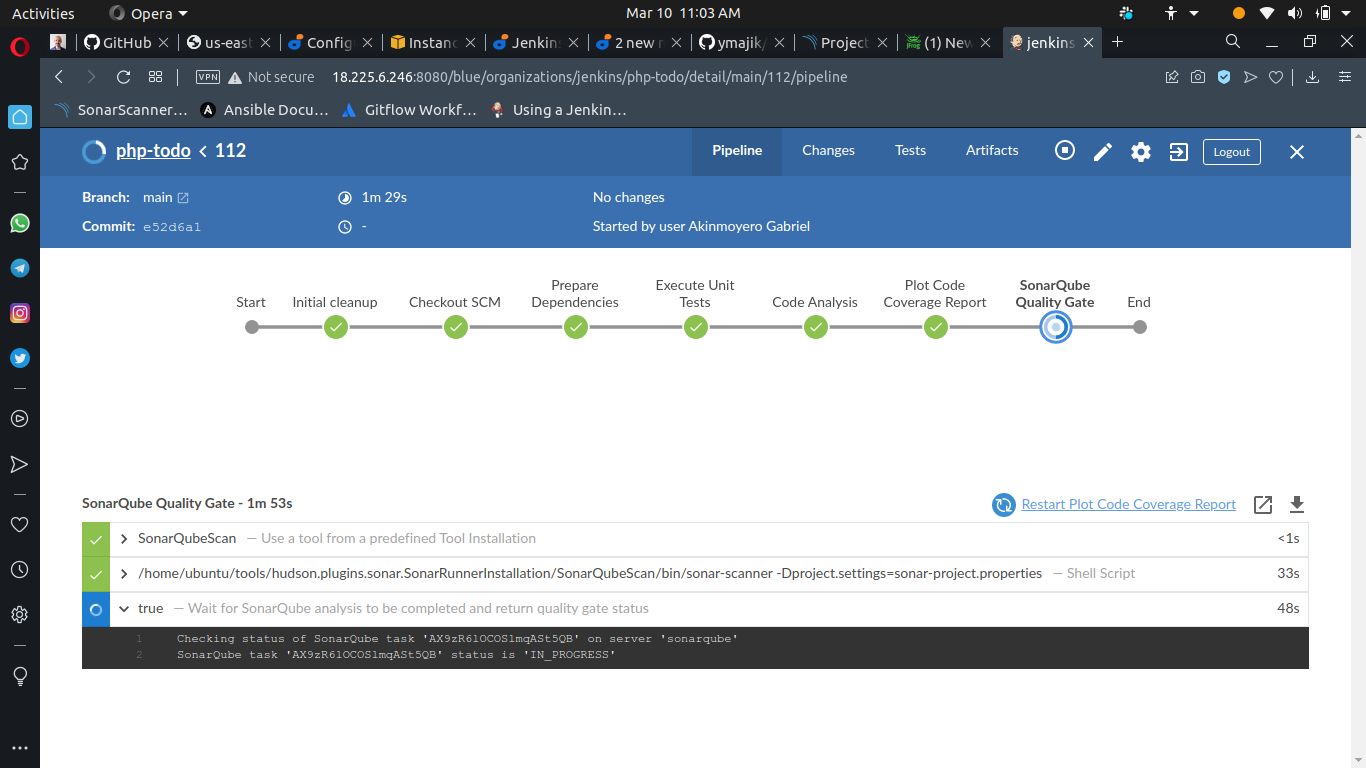 Activities
Opera
Mar 10 11:03 AM
GitHub
us-east
Config
Instanc
Jenkins
2 new r
ymajik/
Project
(1) New
jenkins
VPN
Not secure
18.225.6.246:8080/blue/organizations/jenkins/php-todo/detail/main/112/pipeline
SonarScanner...
Ansible Docu...
Gitflow Workf...
Using a Jenkin...
php-todo < 112
Pipeline
Changes
Tests
Artifacts
Logout
Branch: main
1m 29s
No changes
Commit: e52d6a1
-
Started by user Akinmoyero Gabriel
Start
Initial cleanup
Checkout SCM
Prepare
Dependencies
Execute Unit
Tests
Code Analysis
Plot Code
Coverage Report
SonarQube
Quality Gate
End
SonarQube Quality Gate - 1m 53s
Restart Plot Code Coverage Report
SonarQubeScan — Use a tool from a predefined Tool Installation <1s
/home/ubuntu/tools/hudson.plugins.sonar.SonarRunnerInstallation/SonarQubeScan/bin/sonar-scanner -Dproject.settings=sonar-project.properties — Shell Script 33s
true — Wait for SonarQube analysis to be completed and return quality gate status 48s
1 Checking status of SonarQube task 'AX9zR6lOCOSlmqASt5QB' on server 'sonarqube'
2 SonarQube task 'AX9zR6lOCOSlmqASt5QB' status is 'IN_PROGRESS'